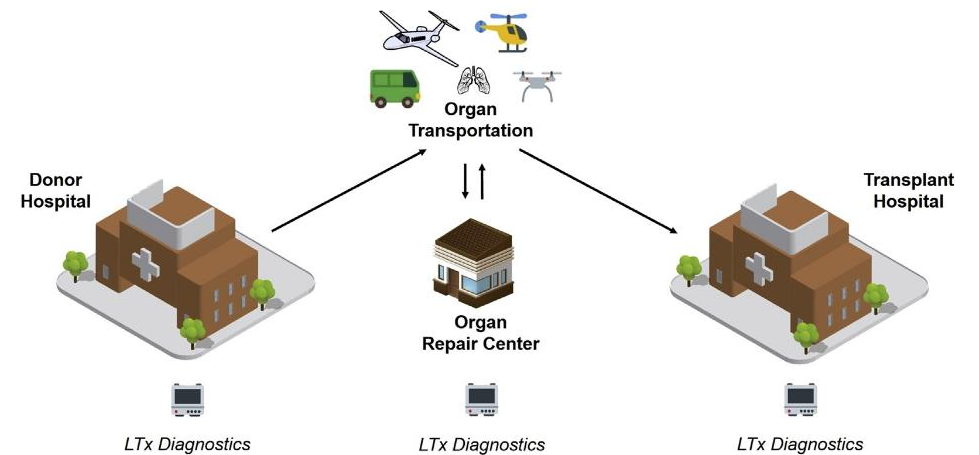 Organ
Transportation
Donor
Hospital
Transplant
Hospital
Organ
Repair Center
LTx Diagnostics
LTx Diagnostics
LTx Diagnostics